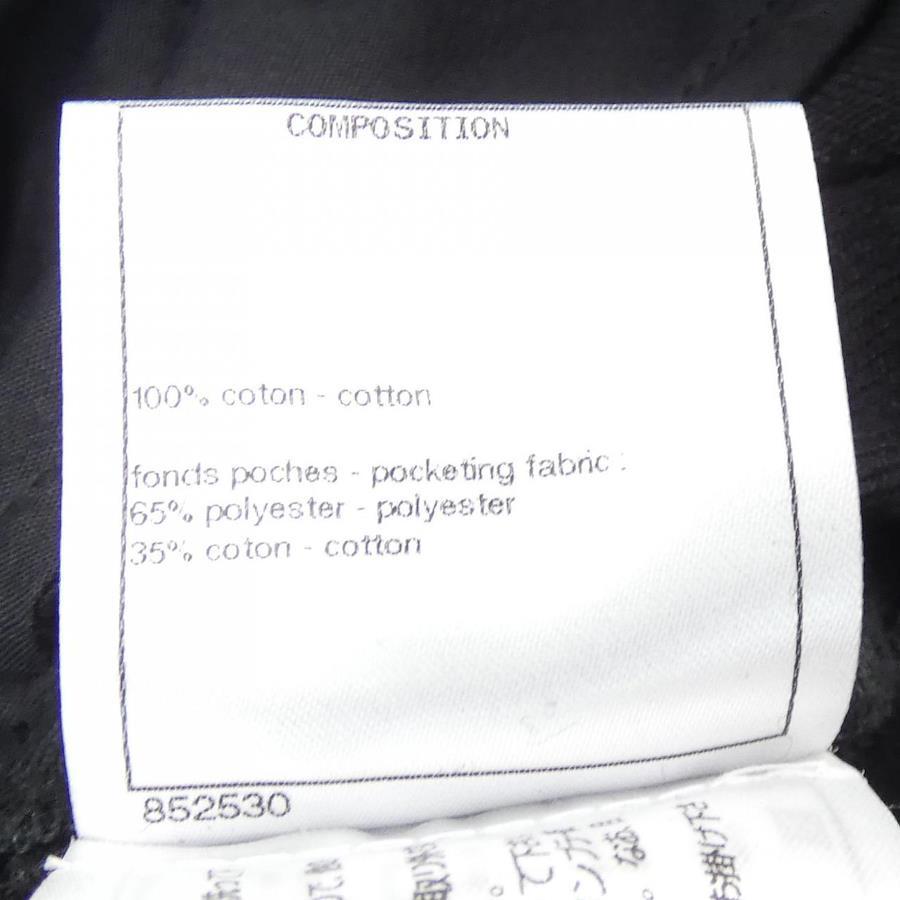 COMPOSITION
100% coton - cotton
fonds poches - pocketing fabric :
65% polyester - polyester
35% coton - cotton
852530